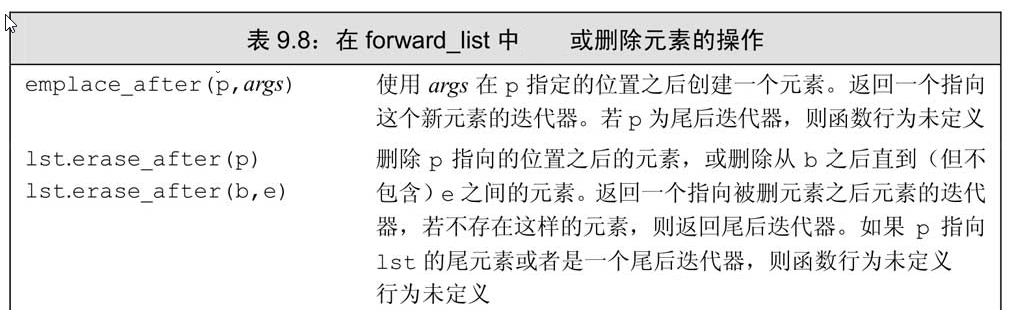 表 9.8：在 forward_list 中 或删除元素的操作
emplace_after(p,args)
使用 args 在 p 指定的位置之后创建一个元素。返回一个指向
这个新元素的迭代器。若 p 为尾后迭代器，则函数行为未定义
lst.erase_after(p)
lst.erase_after(b,e)
删除 p 指向的位置之后的元素，或删除从 b 之后直到（但不
包含）e 之间的元素。返回一个指向被删元素之后元素的迭代
器，若不存在这样的元素，则返回尾后迭代器。如果 p 指向
lst 的尾元素或者是一个尾后迭代器，则函数行为未定义
行为未定义